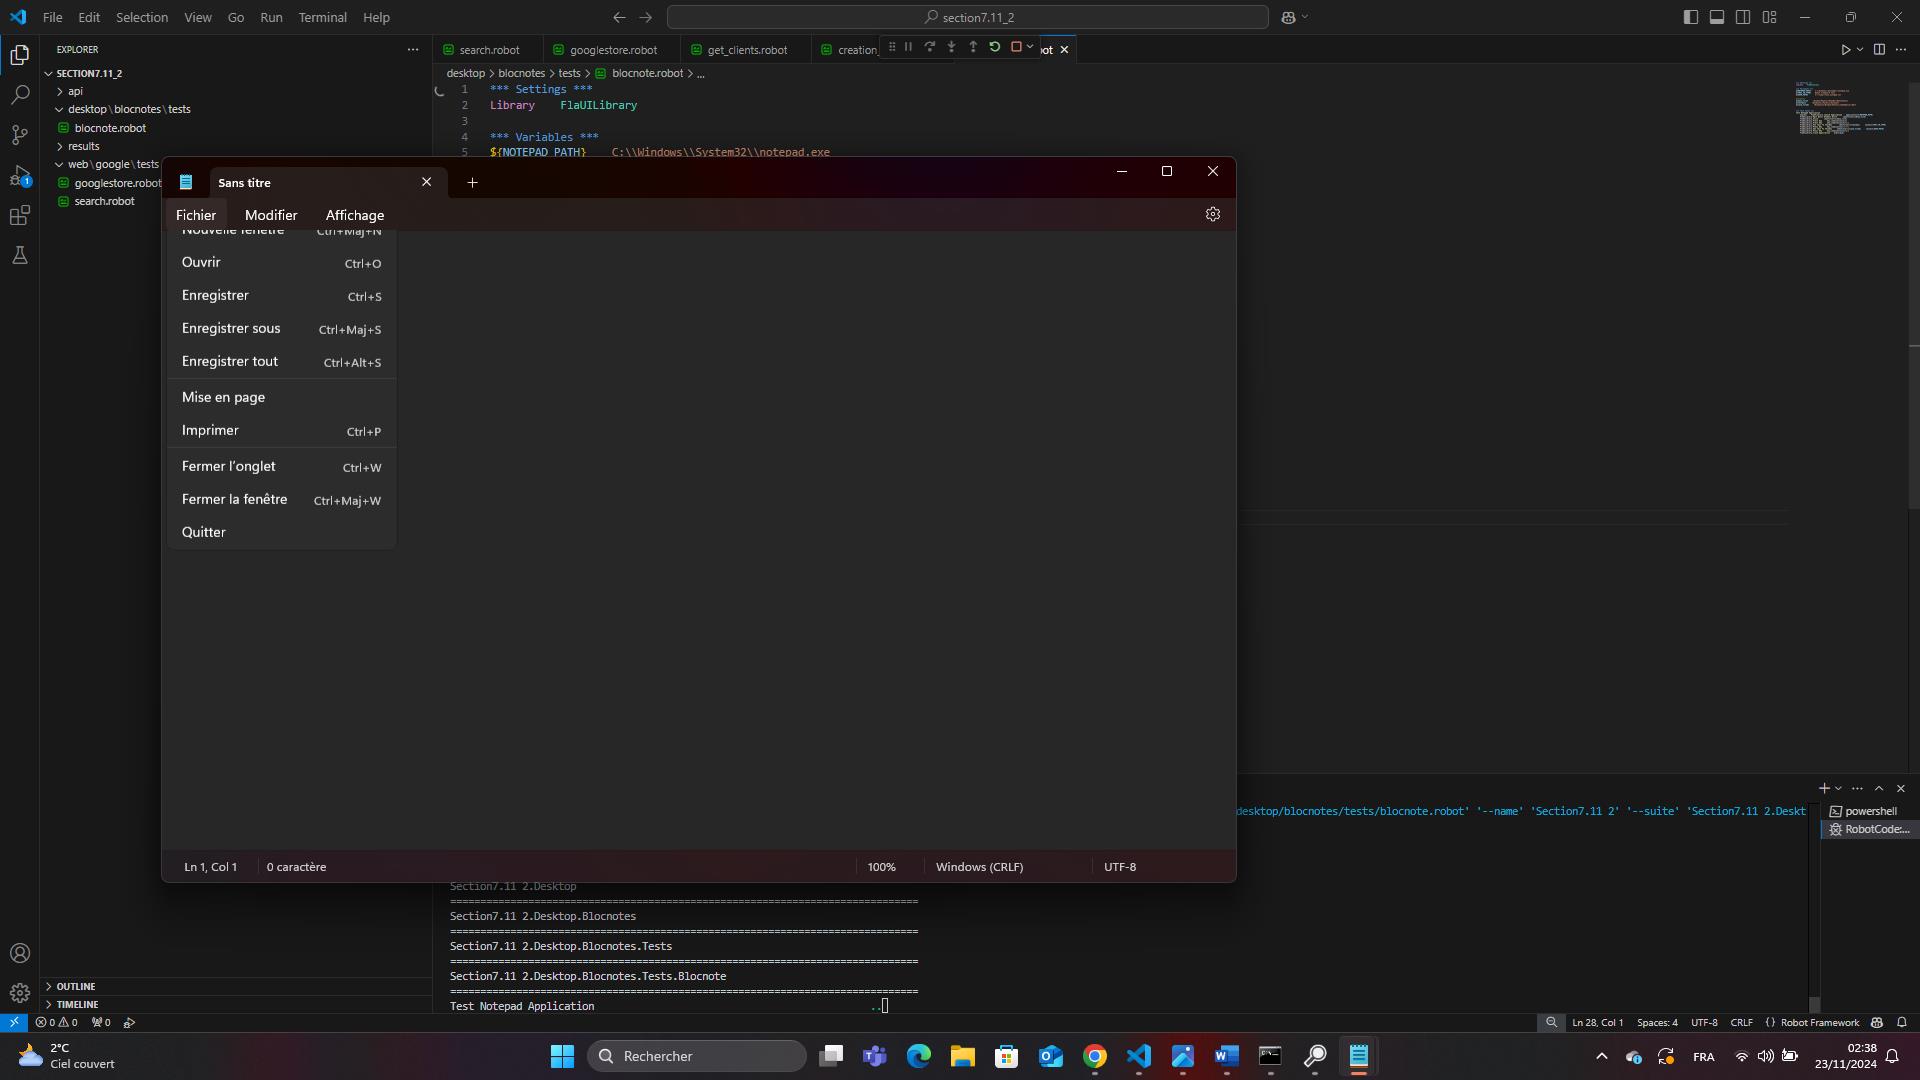 File Edit Selection View Go Run Terminal Help
section7.11_2
EXPLORER
SECTION7.11_2
api
desktop\blocnotes\tests
blocnote.robot
results
web\google\tests
googlestore.robot
search.robot
search.robot googlestore.robot get_clients.robot creation_ bot
desktop > blocnotes > tests > blocnote.robot > ...
1 *** Settings ***
2 Library FlaUILibrary
3
4 *** Variables ***
5 ${NOTEPAD_PATH} C:\\Windows\\System32\\notepad.exe
1
Sans titre
Fichier Modifier Affichage
Nouvelle fenêtre Ctrl+Maj+N
Ouvrir Ctrl+O
Enregistrer Ctrl+S
Enregistrer sous Ctrl+Maj+S
Enregistrer tout Ctrl+Alt+S
Mise en page
Imprimer Ctrl+P
Fermer l'onglet Ctrl+W
Fermer la fenêtre Ctrl+Maj+W
Quitter
Ln 1, Col 1 0 caractère 100% Windows (CRLF) UTF-8
desktop/blocnotes/tests/blocnote.robot' '--name' 'Section7.11 2' '--suite' 'Section7.11 2.Deskt
powershell
RobotCode:...
Section7.11 2.Desktop
==============================================================================
Section7.11 2.Desktop.Blocnotes
==============================================================================
Section7.11 2.Desktop.Blocnotes.Tests
==============================================================================
Section7.11 2.Desktop.Blocnotes.Tests.Blocnote
==============================================================================
Test Notepad Application ..
OUTLINE
TIMELINE
0 0 0
Ln 28, Col 1 Spaces: 4 UTF-8 CRLF {} Robot Framework
2°C
Ciel couvert
Rechercher
FRA
02:38
23/11/2024